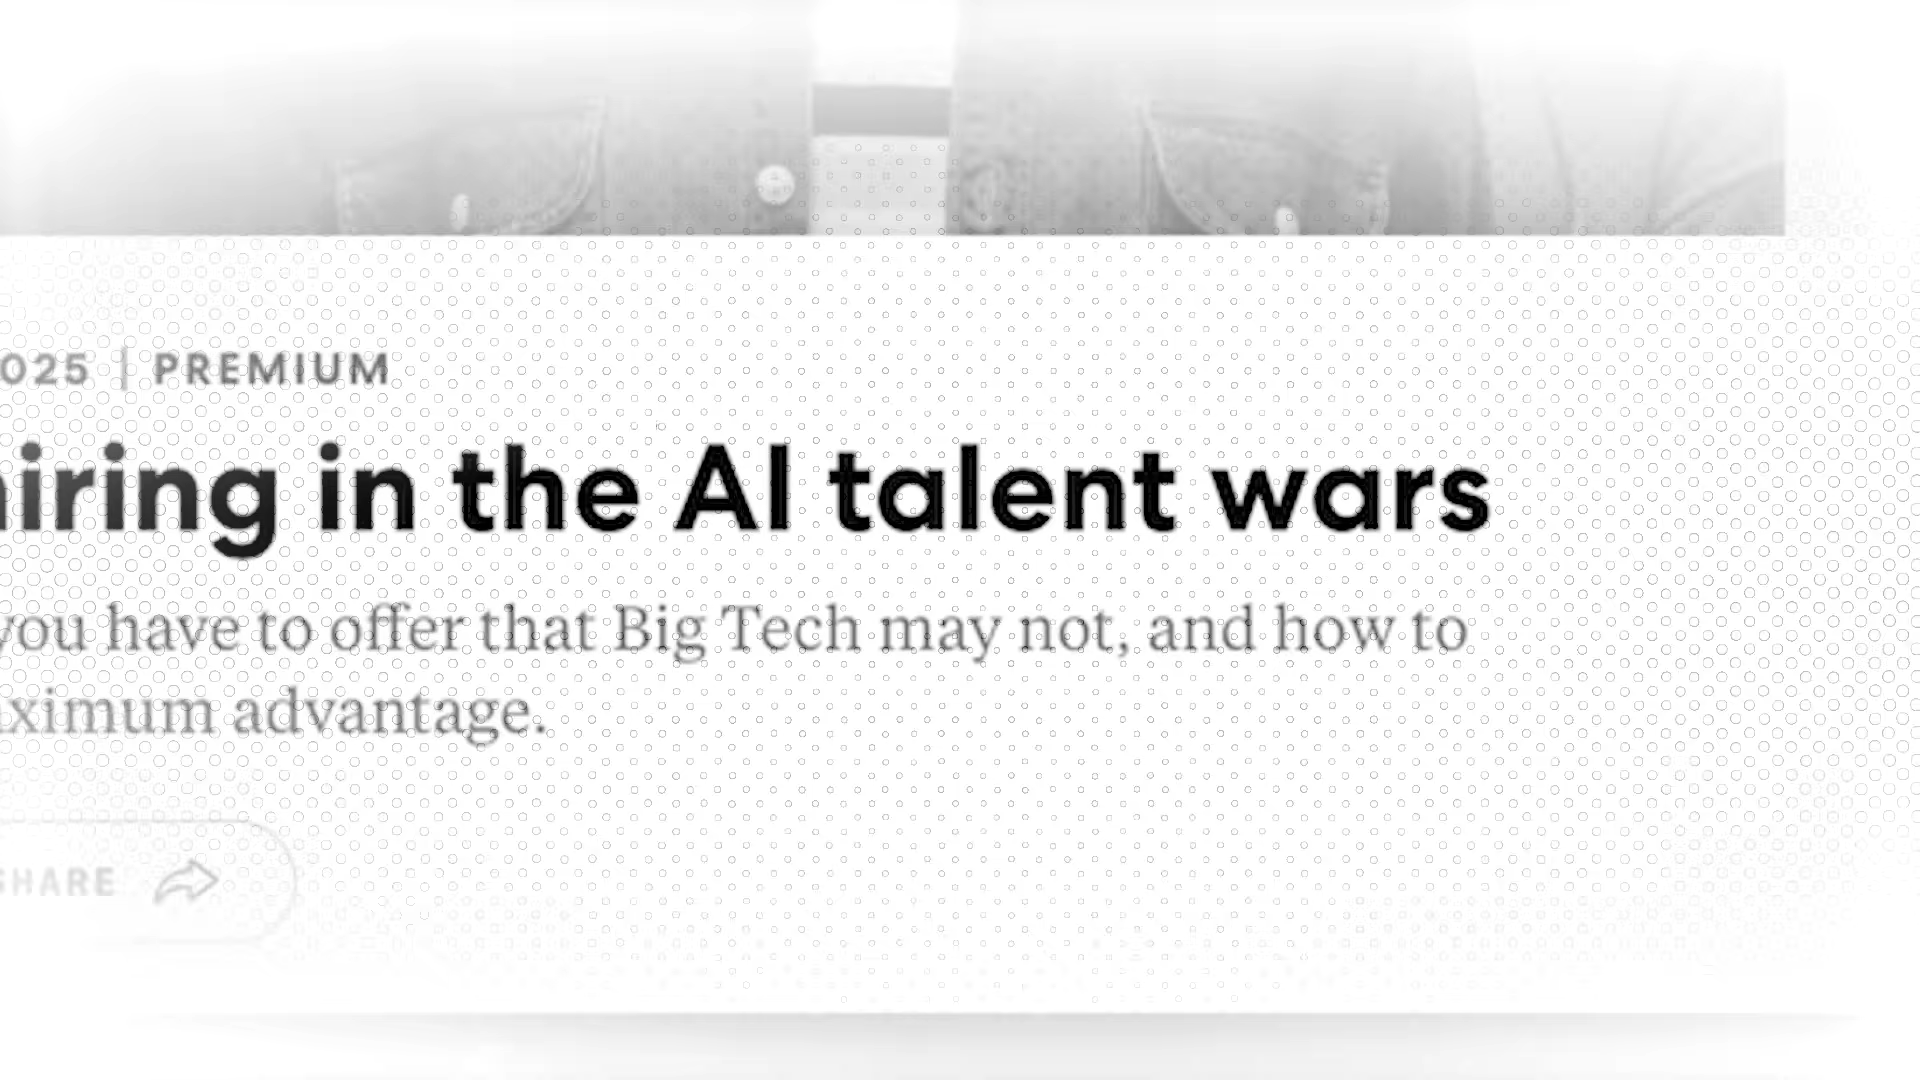 025 | PREMIUM
iring in the AI talent wars
you have to offer that Big Tech may not, and how to
ximum advantage.
SHARE